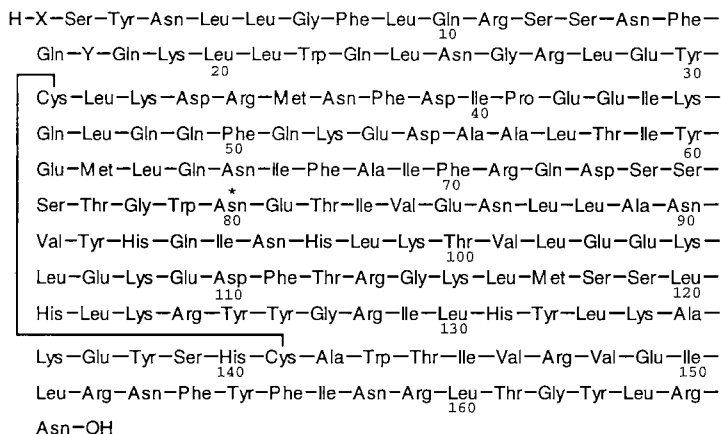 H–X–Ser–Tyr–Asn–Leu–Leu–Gly–Phe–Leu–Gln–Arg–Ser–Ser–Asn–Phe–
10
Gln–Y–Gln–Lys–Leu–Leu–Trp–Gln–Leu–Asn–Gly–Arg–Leu–Glu–Tyr–
20 30
Cys–Leu–Lys–Asp–Arg–Met–Asn–Phe–Asp–Ile–Pro–Glu–Glu–Ile–Lys–
40
Gln–Leu–Gln–Gln–Phe–Gln–Lys–Glu–Asp–Ala–Ala–Leu–Thr–Ile–Tyr–
50 60
Glu–Met–Leu–Gln–Asn–Ile–Phe–Ala–Ile–Phe–Arg–Gln–Asp–Ser–Ser–
70
*
Ser–Thr–Gly–Trp–Asn–Glu–Thr–Ile–Val–Glu–Asn–Leu–Leu–Ala–Asn–
80 90
Val–Tyr–His–Gln–Ile–Asn–His–Leu–Lys–Thr–Val–Leu–Glu–Glu–Lys–
100
Leu–Glu–Lys–Glu–Asp–Phe–Thr–Arg–Gly–Lys–Leu–Met–Ser–Ser–Leu–
110 120
His–Leu–Lys–Arg–Tyr–Tyr–Gly–Arg–Ile–Leu–His–Tyr–Leu–Lys–Ala–
130
Lys–Glu–Tyr–Ser–His–Cys–Ala–Trp–Thr–Ile–Val–Arg–Val–Glu–Ile–
140 150
Leu–Arg–Asn–Phe–Tyr–Phe–Ile–Asn–Arg–Leu–Thr–Gly–Tyr–Leu–Arg–
160
Asn–OH